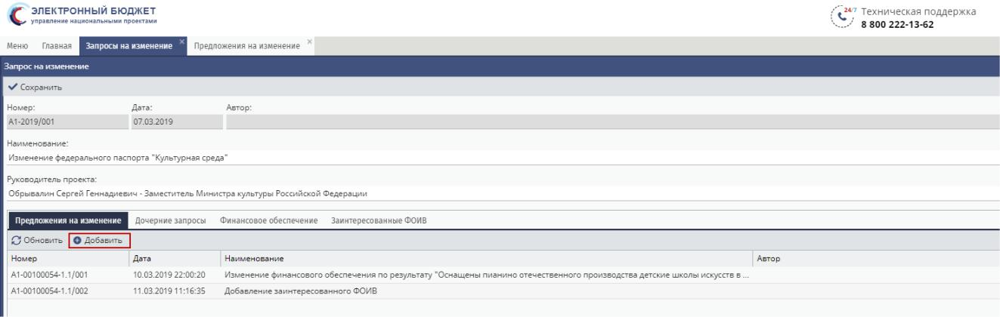 ЭЛЕКТРОННЫЙ БЮДЖЕТ
управление национальными проектами
24/7 Техническая поддержка
8 800 222-13-62
Меню Главная Запросы на изменение Предложения на изменение
Запрос на изменение
Сохранить
Номер: Дата: Автор:
А1-2019/001 07.03.2019
Наименование:
Изменение федерального паспорта "Культурная среда"
Руководитель проекта:
Обрывалин Сергей Геннадиевич - Заместитель Министра культуры Российской Федерации
Предложения на изменение Дочерние запросы Финансовое обеспечение Заинтересованные ФОИВ
Обновить Добавить
Номер Дата Наименование Автор
А1-00100054-1.1/001 10.03.2019 22:00:20 Изменение финансового обеспечения по результату "Оснащены пианино отечественного производства детские школы искусств в ...
А1-00100054-1.1/002 11.03.2019 11:16:35 Добавление заинтересованного ФОИВ